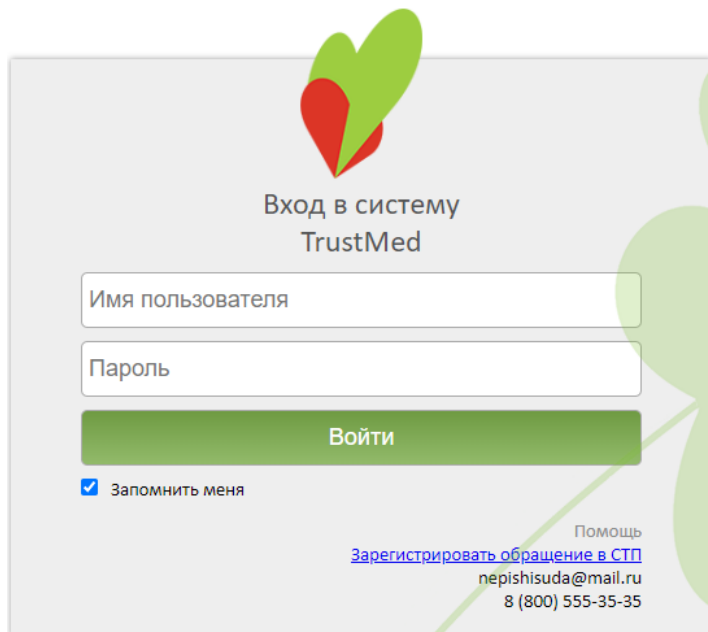 Вход в систему
TrustMed
Имя пользователя
Пароль
Войти
Запомнить меня
Помощь
Зарегистрировать обращение в СТП
nepishisuda@mail.ru
8 (800) 555-35-35